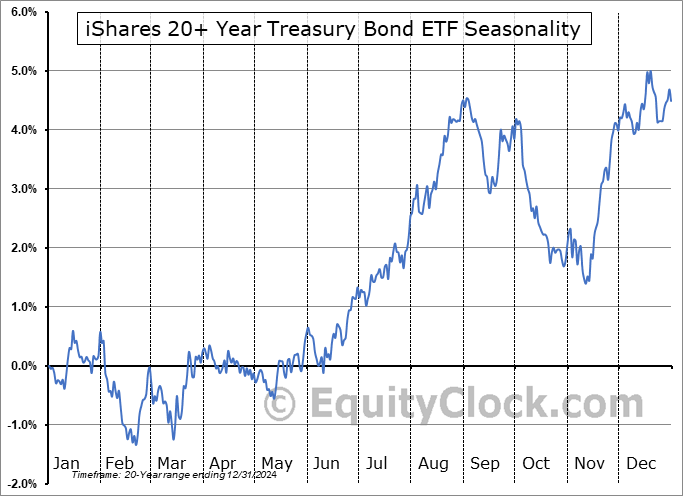 iShares 20+ Year Treasury Bond ETF Seasonality
6.0%
5.0%
4.0%
3.0%
2.0%
1.0%
0.0%
-1.0%
-2.0%
© EquityClock.com
Jan Feb Mar Apr May Jun Jul Aug Sep Oct Nov Dec
Timeframe: 20-Year range ending 12/31/2024